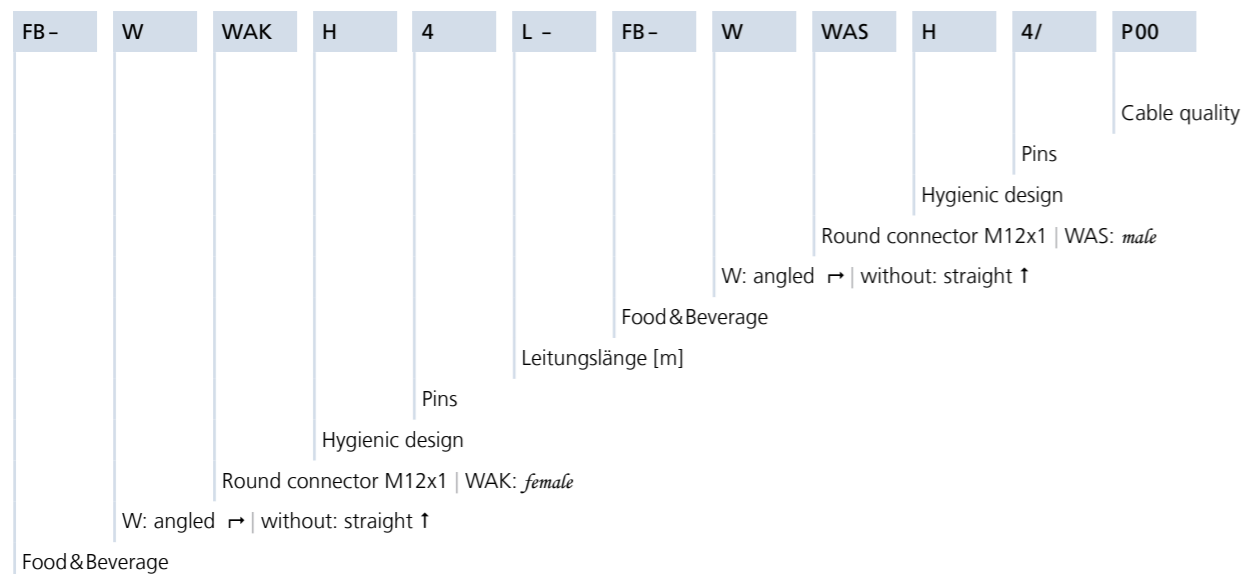 FB– W WAK H 4 L – FB– W WAS H 4/ P00
Cable quality
Pins
Hygienic design
Round connector M12x1 | WAS: male
W: angled ↱ | without: straight ↑
Food&Beverage
Leitungslänge [m]
Pins
Hygienic design
Round connector M12x1 | WAK: female
W: angled ↱ | without: straight ↑
Food&Beverage